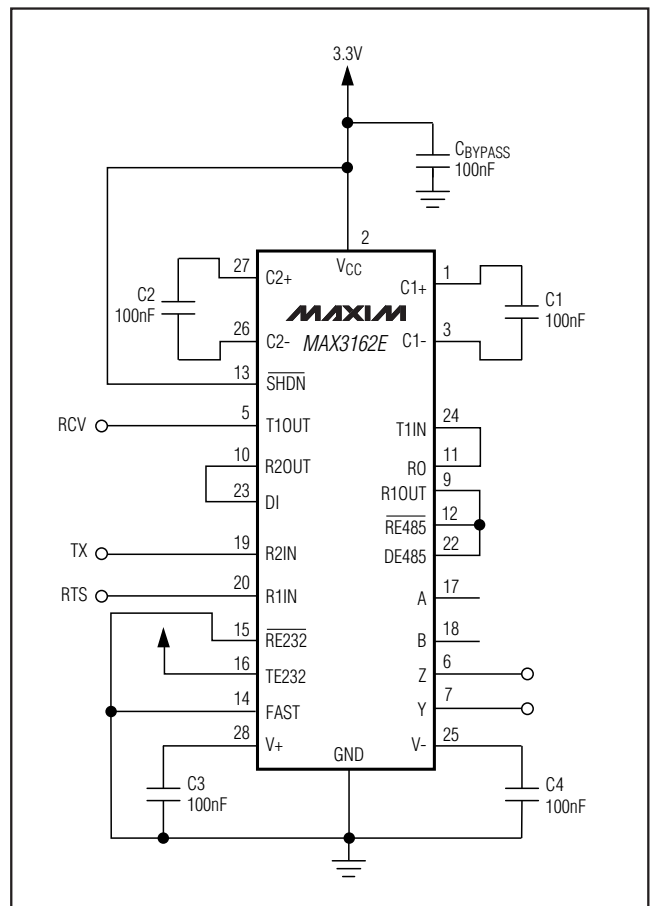 3.3V
CBYPASS
100nF
2
VCC
27
C2+
1
C1+
C2
100nF
C1
100nF
MAXIM
MAX3162E
26
C2-
3
C1-
13
SHDN
RCV
5
T1OUT
24
T1IN
10
R2OUT
11
RO
23
DI
9
R1OUT
12
RE485
TX
19
R2IN
22
DE485
RTS
20
R1IN
17
A
15
RE232
18
B
16
TE232
6
Z
14
FAST
7
Y
28
V+
25
V-
GND
C3
100nF
C4
100nF